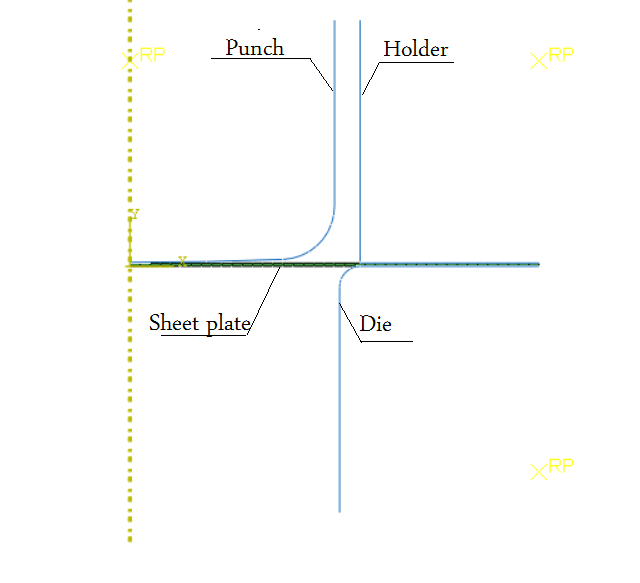 Punch
Holder
RP
RP
Y
X
Sheet plate
Die
RP